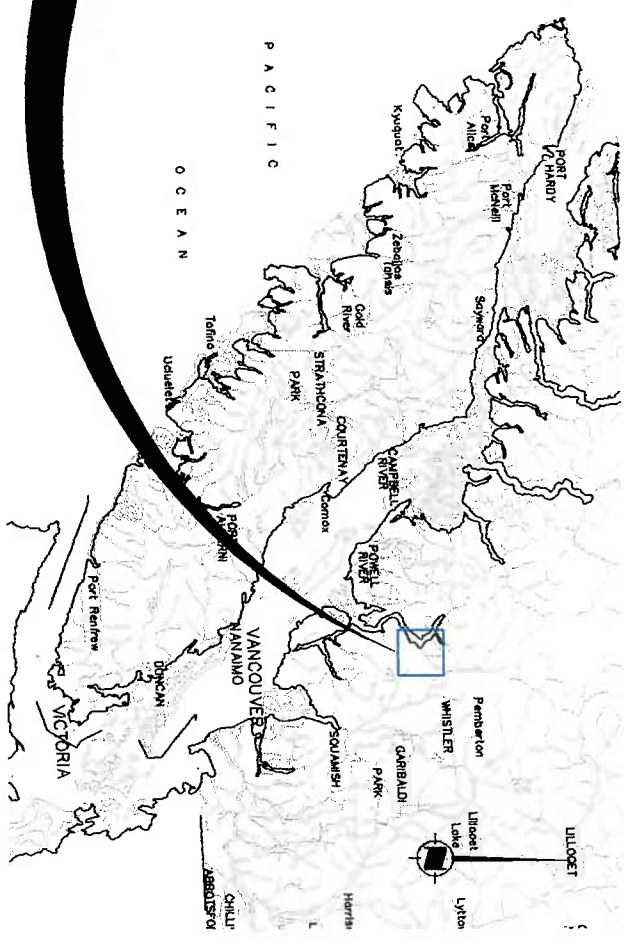 PACIFIC
OCEAN
PORT
HARDY
Port
Alice
Port
McNeill
Kyuquot
Zeballos
Tahsis
Gold
River
Sayward
STRATHCONA
PARK
Tofino
Ucluelet
COURTENAY
Comox
CAMPBELL
RIVER
POWELL
RIVER
Port Renfrew
DUNCAN
NANAIMO
VANCOUVER
VICTORIA
SQUAMISH
GARIBALDI
PARK
WHISTLER
Pemberton
Lillooet
Lake
LILLOOET